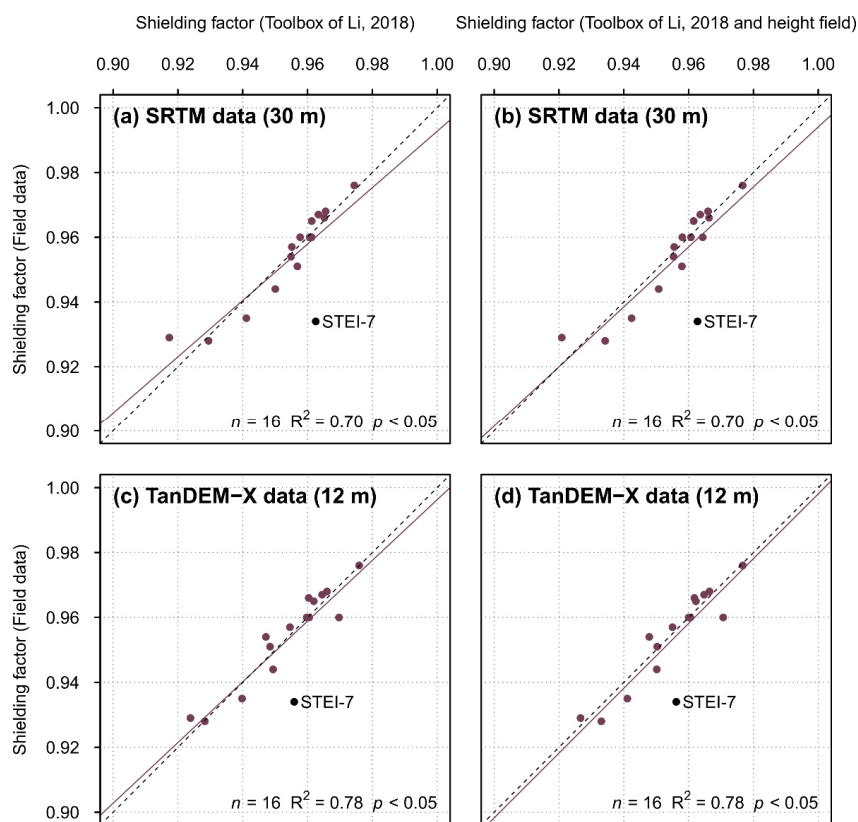 Shielding factor (Toolbox of Li, 2018)
Shielding factor (Toolbox of Li, 2018 and height field)
0.90 0.92 0.94 0.96 0.98 1.00
0.90 0.92 0.94 0.96 0.98 1.00
Shielding factor (Field data)
1.00
0.98
0.96
0.94
0.92
0.90
(a) SRTM data (30 m)
STEI-7
n = 16 R² = 0.70 p < 0.05
(b) SRTM data (30 m)
STEI-7
n = 16 R² = 0.70 p < 0.05
Shielding factor (Field data)
1.00
0.98
0.96
0.94
0.92
0.90
(c) TanDEM−X data (12 m)
STEI-7
n = 16 R² = 0.78 p < 0.05
(d) TanDEM−X data (12 m)
STEI-7
n = 16 R² = 0.78 p < 0.05